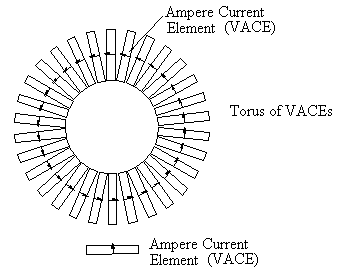 Ampere Current
Element (VACE)
Torus of VACEs
Ampere Current
Element (VACE)